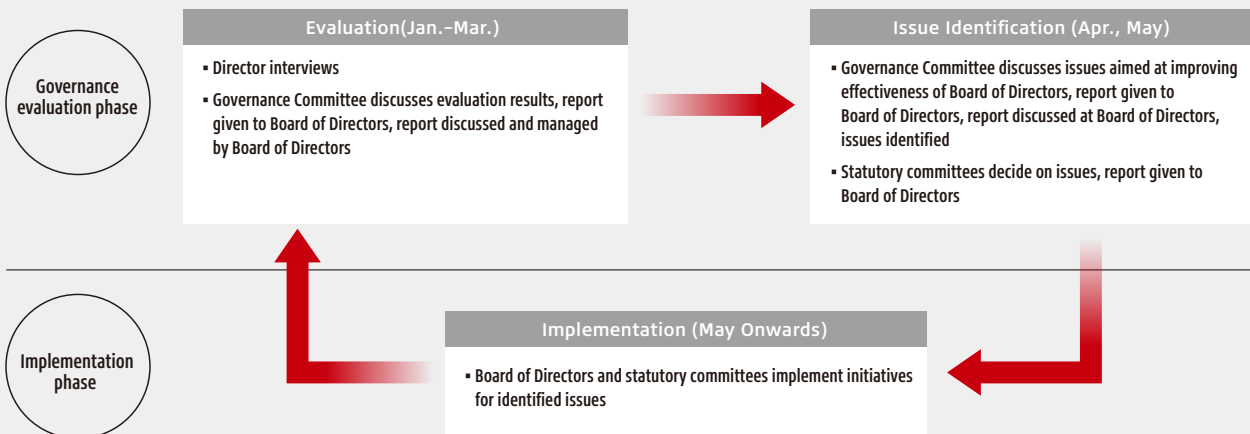 Governance
evaluation phase
Evaluation(Jan.–Mar.)
▪ Director interviews
▪ Governance Committee discusses evaluation results, report
given to Board of Directors, report discussed and managed
by Board of Directors
Issue Identification (Apr., May)
▪ Governance Committee discusses issues aimed at improving
effectiveness of Board of Directors, report given to
Board of Directors, report discussed at Board of Directors,
issues identified
▪ Statutory committees decide on issues, report given to
Board of Directors
Implementation
phase
Implementation (May Onwards)
▪ Board of Directors and statutory committees implement initiatives
for identified issues